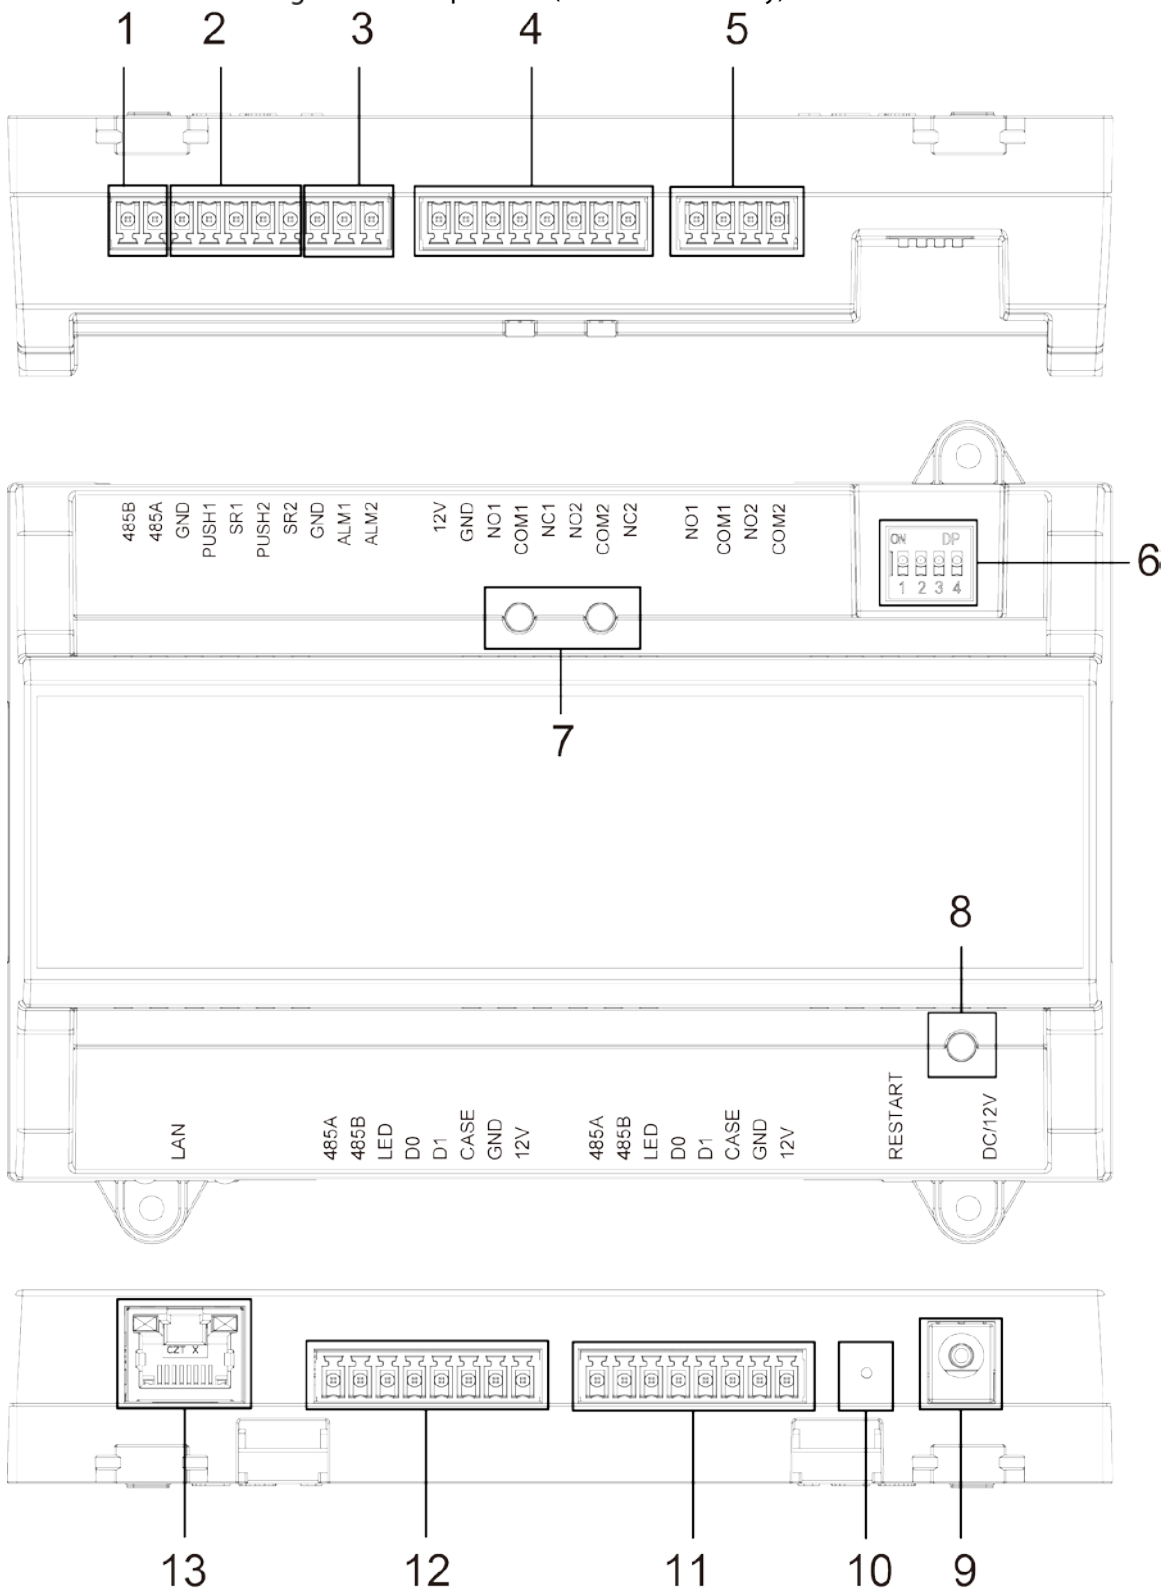 1 2 3 4 5
485B
485A
GND
PUSH1
SR1
PUSH2
SR2
GND
ALM1
ALM2
12V
GND
NO1
COM1
NC1
NO2
COM2
NC2
NO1
COM1
NO2
COM2
ON DP
1 2 3 4
6
7
8
LAN
485A
485B
LED
D0
D1
CASE
GND
12V
485A
485B
LED
D0
D1
CASE
GND
12V
RESTART
DC/12V
CZT X
13 12 11 10 9